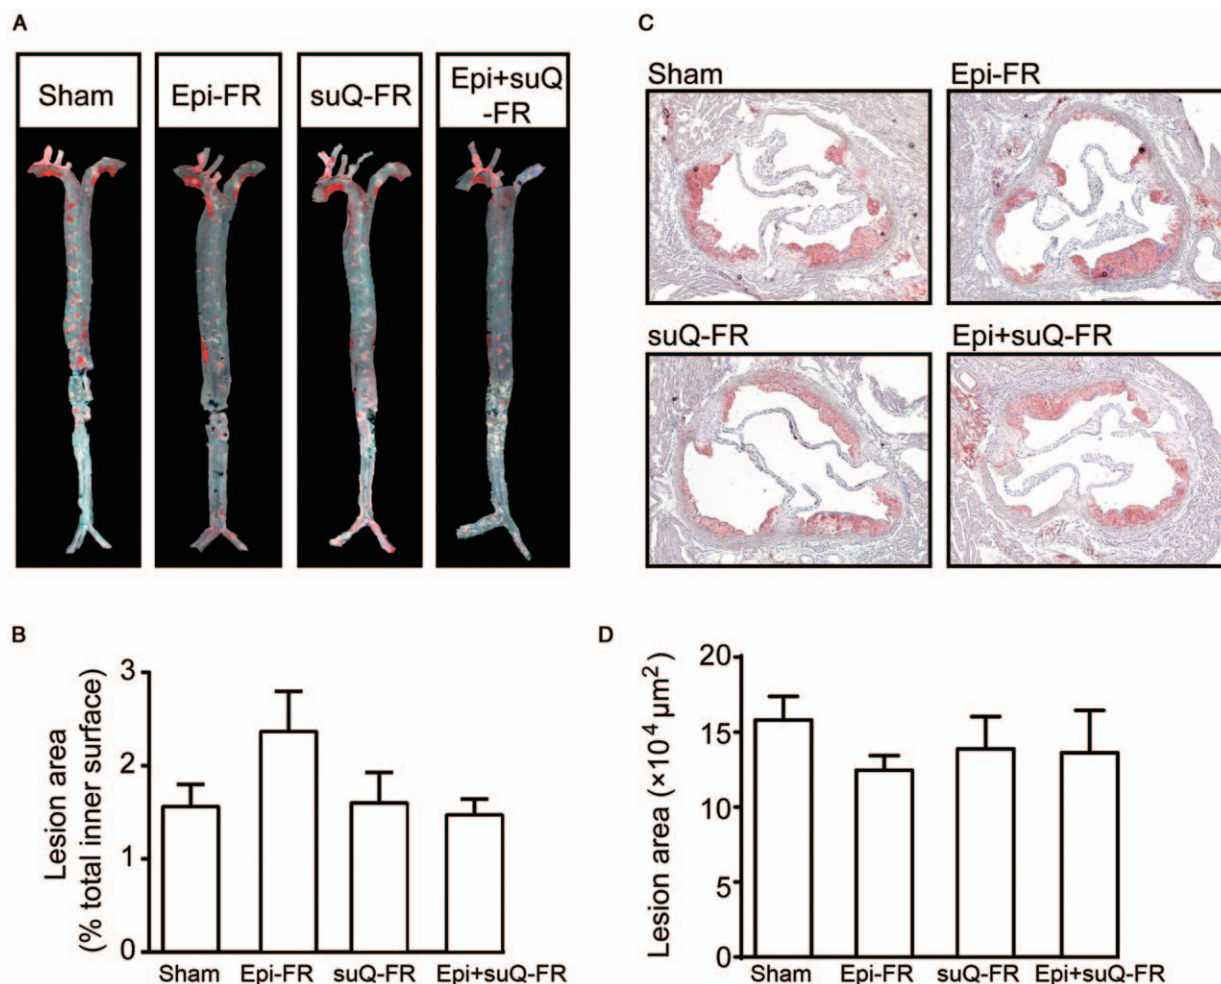 A
Sham
Epi-FR
suQ-FR
Epi+suQ
-FR
B
Lesion area
(% total inner surface)
3
2
1
0
Sham
Epi-FR
suQ-FR
Epi+suQ-FR
C
Sham
Epi-FR
suQ-FR
Epi+suQ-FR
D
Lesion area (×10⁴ µm²)
20
15
10
5
0
Sham
Epi-FR
suQ-FR
Epi+suQ-FR